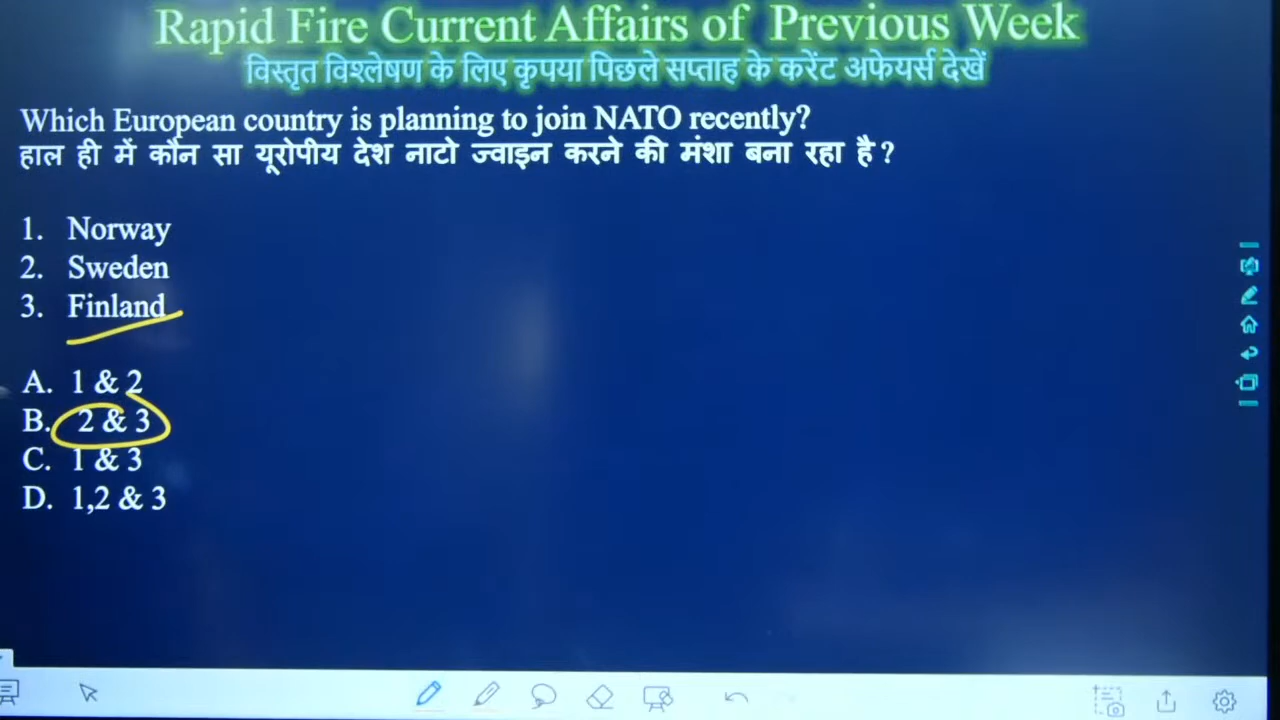 Rapid Fire Current Affairs of Previous Week
विस्तृत विश्लेषण के लिए कृपया पिछले सप्ताह के करेंट अफेयर्स देखें
Which European country is planning to join NATO recently?
हाल ही में कौन सा यूरोपीय देश नाटो ज्वाइन करने की मंशा बना रहा है ?
1. Norway
2. Sweden
3. Finland
A. 1 & 2
B. 2 & 3
C. 1 & 3
D. 1,2 & 3